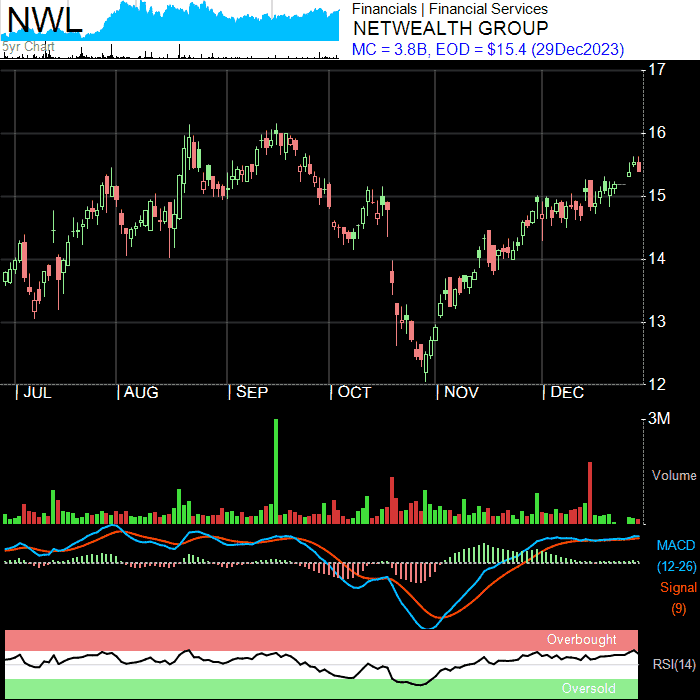 NWL
5yr Chart
Financials | Financial Services
NETWEALTH GROUP
MC = 3.8B, EOD = $15.4 (29Dec2023)
17
16
15
14
13
12
JUL
AUG
SEP
OCT
NOV
DEC
3M
Volume
MACD
(12-26)
Signal
(9)
Overbought
RSI(14)
Oversold